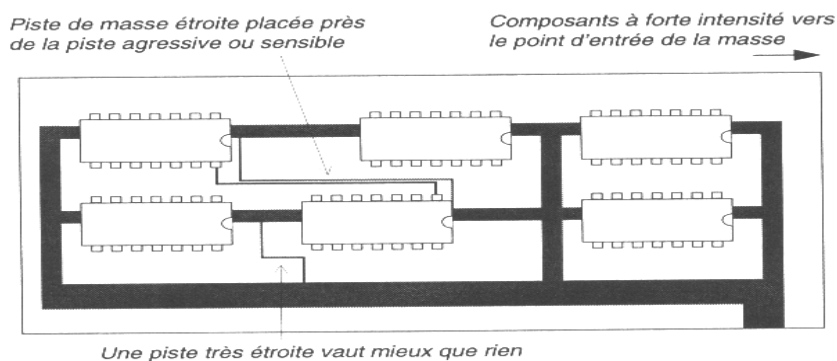 Piste de masse étroite placée près
de la piste agressive ou sensible
Composants à forte intensité vers
le point d'entrée de la masse
Une piste très étroite vaut mieux que rien